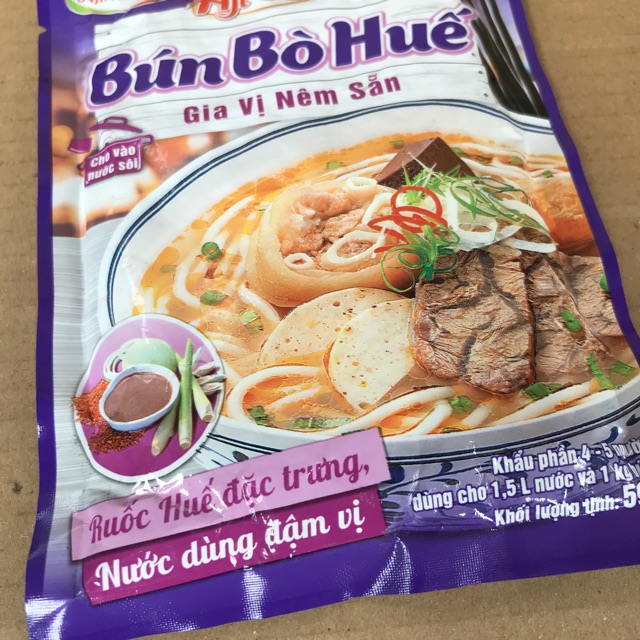 Bún Bò Huế
Gia Vị Nêm Sẵn
Cho vào
nước sôi
Ruốc Huế đặc trưng,
Nước dùng đậm vị
Khẩu phần 4 - 5
dùng cho 1,5 L nước và 1
Khối lượng tịnh: